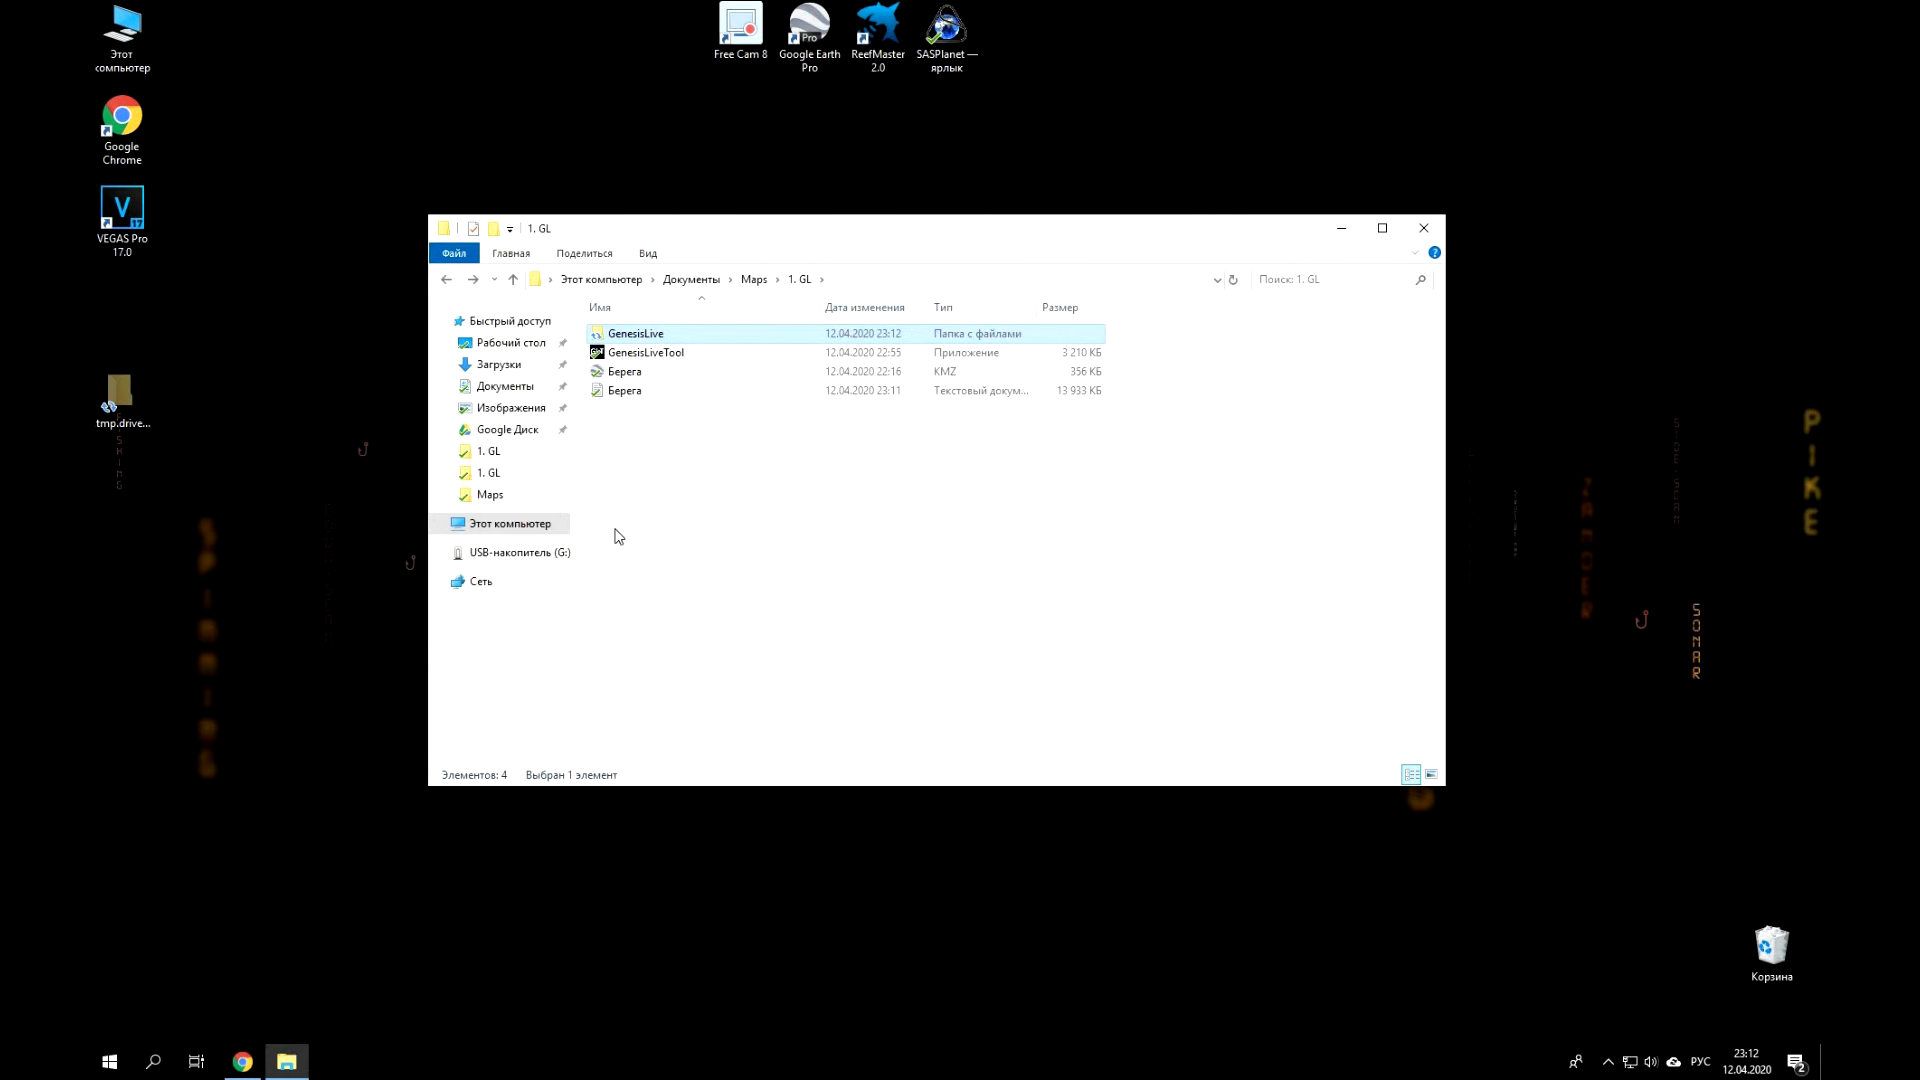 Этот
компьютер
Free Cam 8
Google Earth
Pro
ReefMaster
2.0
SASPlanet —
ярлык
Google
Chrome
VEGAS Pro
17.0
tmp.drive...
1. GL
Файл
Главная
Поделиться
Вид
Этот компьютер
Документы
Maps
1. GL
Поиск: 1. GL
Имя
Дата изменения
Тип
Размер
GenesisLive 12.04.2020 23:12 Папка с файлами
GenesisLiveTool 12.04.2020 22:55 Приложение 3 210 КБ
Берега 12.04.2020 22:16 KMZ 356 КБ
Берега 12.04.2020 23:11 Текстовый докум... 13 933 КБ
Быстрый доступ
Рабочий стол
Загрузки
Документы
Изображения
Google Диск
1. GL
1. GL
Maps
Этот компьютер
USB-накопитель (G:)
Сеть
Элементов: 4 Выбран 1 элемент
PIKE
SONAR
Корзина
РУС
23:12
12.04.2020
2